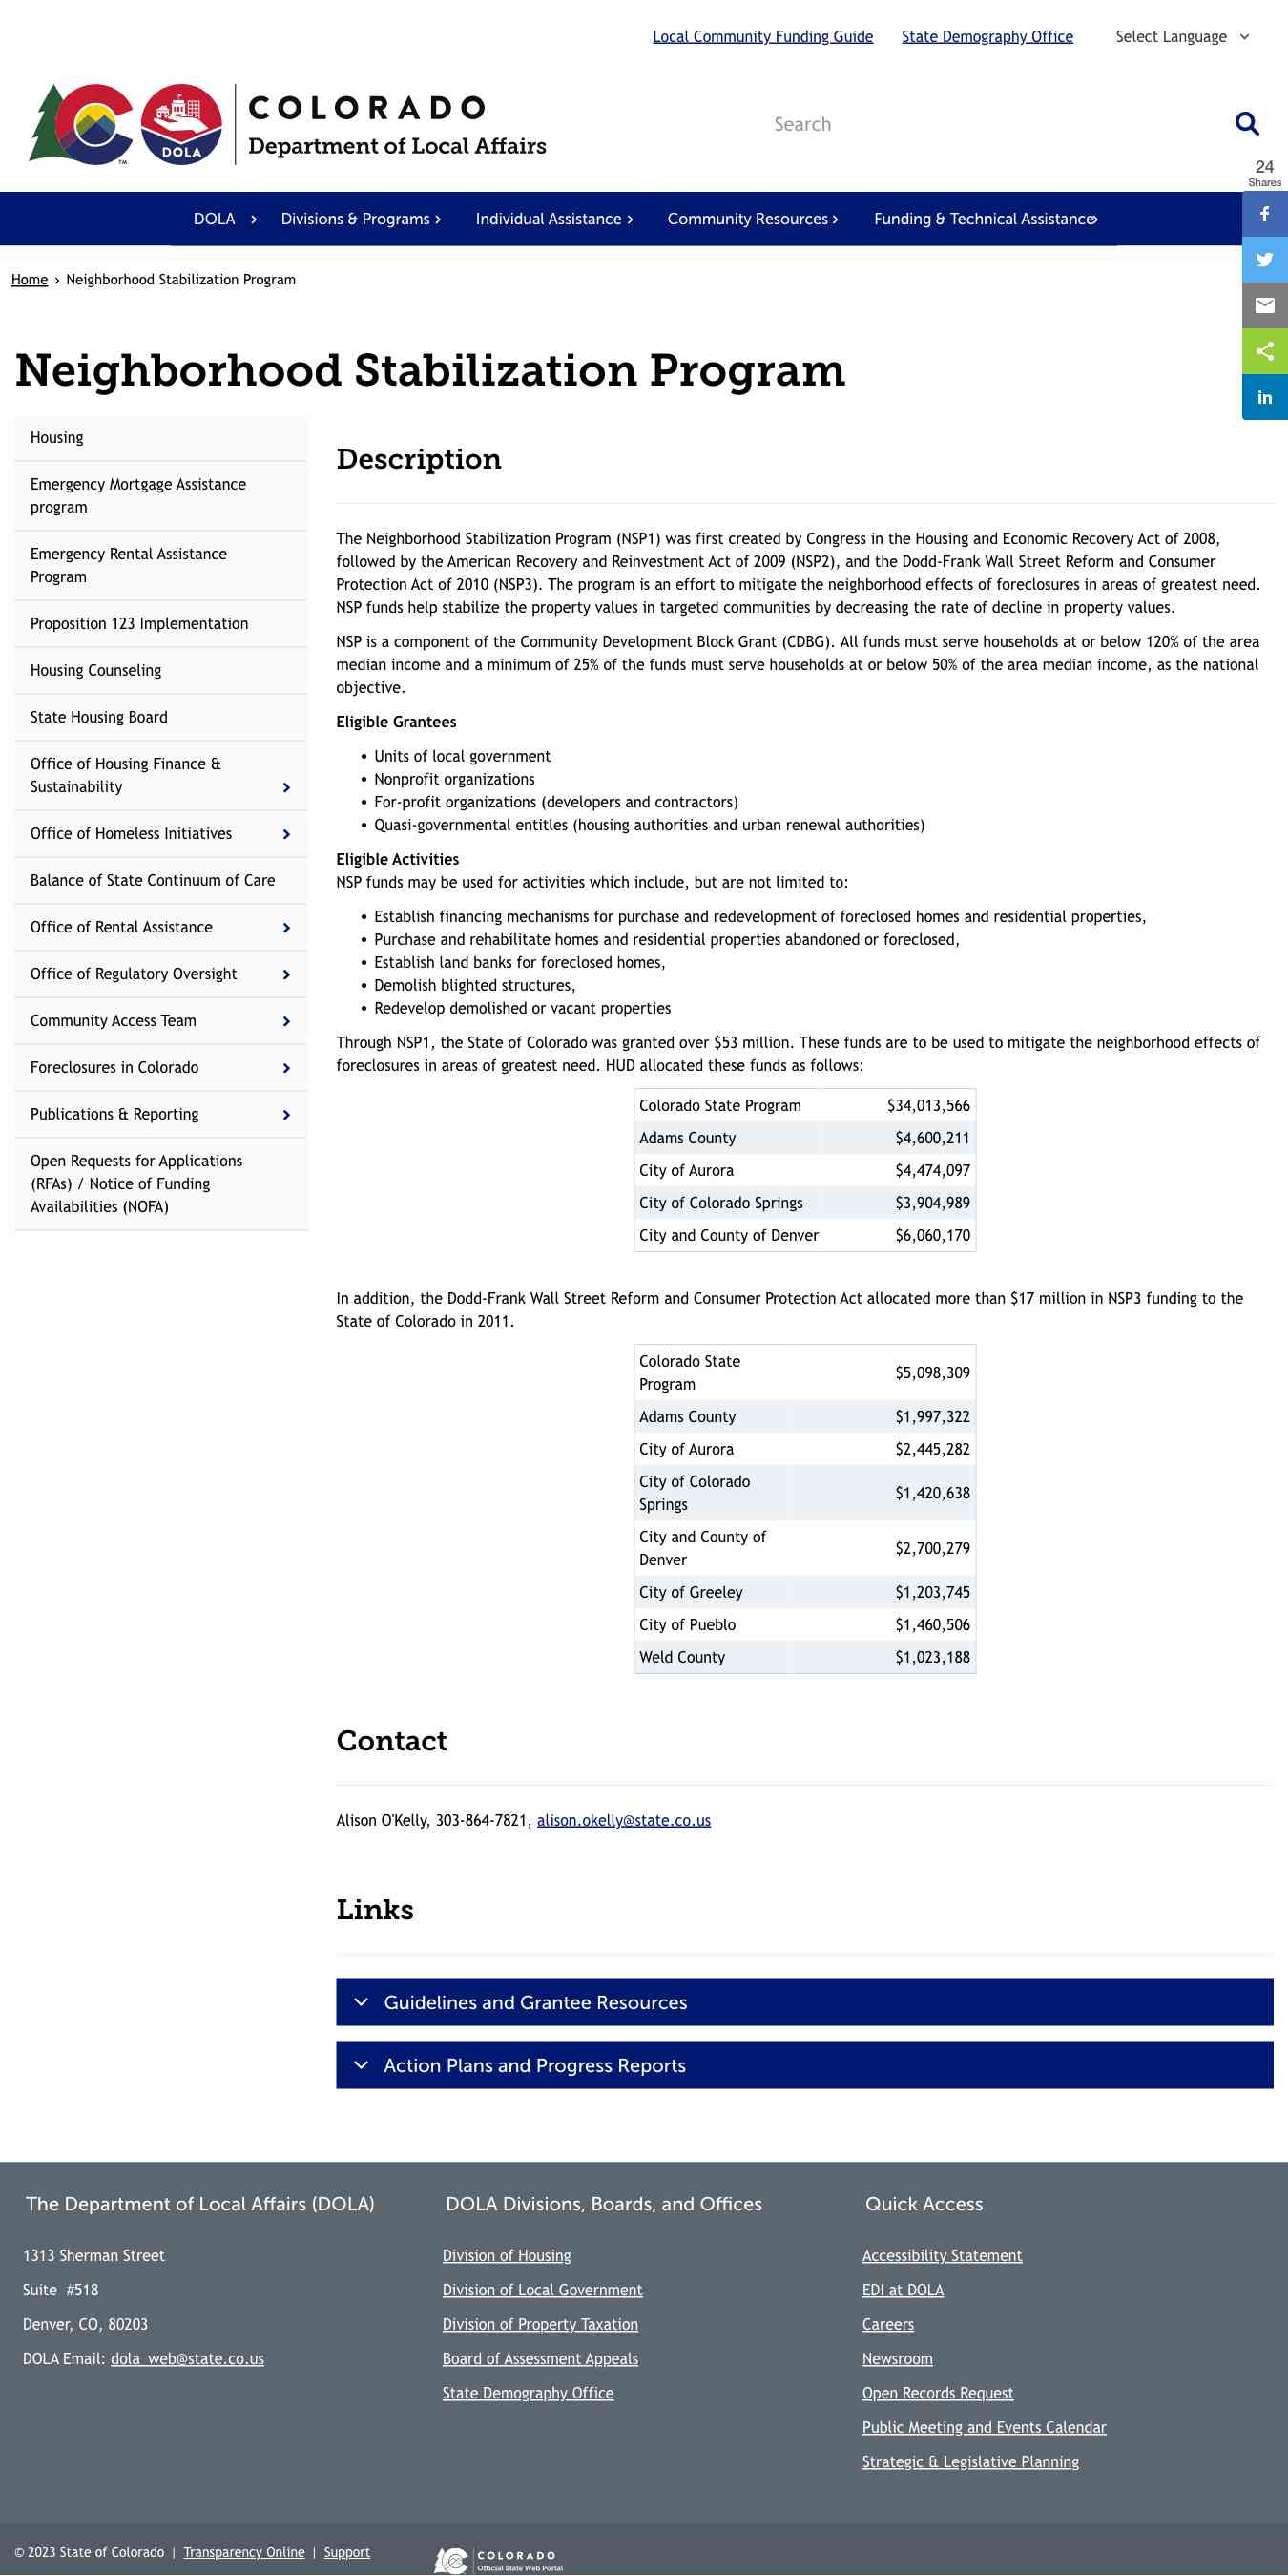 Local Community Funding Guide State Demography Office Select Language
COLORADO
Department of Local Affairs
DOLA
TM
Search
24
Shares
DOLA Divisions & Programs Individual Assistance Community Resources Funding & Technical Assistance
Home › Neighborhood Stabilization Program
Neighborhood Stabilization Program
Housing
Emergency Mortgage Assistance
program
Emergency Rental Assistance
Program
Proposition 123 Implementation
Housing Counseling
State Housing Board
Office of Housing Finance &
Sustainability
Office of Homeless Initiatives
Balance of State Continuum of Care
Office of Rental Assistance
Office of Regulatory Oversight
Community Access Team
Foreclosures in Colorado
Publications & Reporting
Open Requests for Applications
(RFAs) / Notice of Funding
Availabilities (NOFA)
Description
The Neighborhood Stabilization Program (NSP1) was first created by Congress in the Housing and Economic Recovery Act of 2008,
followed by the American Recovery and Reinvestment Act of 2009 (NSP2), and the Dodd-Frank Wall Street Reform and Consumer
Protection Act of 2010 (NSP3). The program is an effort to mitigate the neighborhood effects of foreclosures in areas of greatest need.
NSP funds help stabilize the property values in targeted communities by decreasing the rate of decline in property values.
NSP is a component of the Community Development Block Grant (CDBG). All funds must serve households at or below 120% of the area
median income and a minimum of 25% of the funds must serve households at or below 50% of the area median income, as the national
objective.
Eligible Grantees
• Units of local government
• Nonprofit organizations
• For-profit organizations (developers and contractors)
• Quasi-governmental entitles (housing authorities and urban renewal authorities)
Eligible Activities
NSP funds may be used for activities which include, but are not limited to:
• Establish financing mechanisms for purchase and redevelopment of foreclosed homes and residential properties,
• Purchase and rehabilitate homes and residential properties abandoned or foreclosed,
• Establish land banks for foreclosed homes,
• Demolish blighted structures,
• Redevelop demolished or vacant properties
Through NSP1, the State of Colorado was granted over $53 million. These funds are to be used to mitigate the neighborhood effects of
foreclosures in areas of greatest need. HUD allocated these funds as follows:
Colorado State Program $34,013,566
Adams County $4,600,211
City of Aurora $4,474,097
City of Colorado Springs $3,904,989
City and County of Denver $6,060,170
In addition, the Dodd-Frank Wall Street Reform and Consumer Protection Act allocated more than $17 million in NSP3 funding to the
State of Colorado in 2011.
Colorado State
Program $5,098,309
Adams County $1,997,322
City of Aurora $2,445,282
City of Colorado
Springs $1,420,638
City and County of
Denver $2,700,279
City of Greeley $1,203,745
City of Pueblo $1,460,506
Weld County $1,023,188
Contact
Alison O'Kelly, 303-864-7821, alison.okelly@state.co.us
Links
Guidelines and Grantee Resources
Action Plans and Progress Reports
The Department of Local Affairs (DOLA)
1313 Sherman Street
Suite #518
Denver, CO, 80203
DOLA Email: dola_web@state.co.us
DOLA Divisions, Boards, and Offices
Division of Housing
Division of Local Government
Division of Property Taxation
Board of Assessment Appeals
State Demography Office
Quick Access
Accessibility Statement
EDI at DOLA
Careers
Newsroom
Open Records Request
Public Meeting and Events Calendar
Strategic & Legislative Planning
© 2023 State of Colorado | Transparency Online | Support
COLORADO
Official State Web Portal